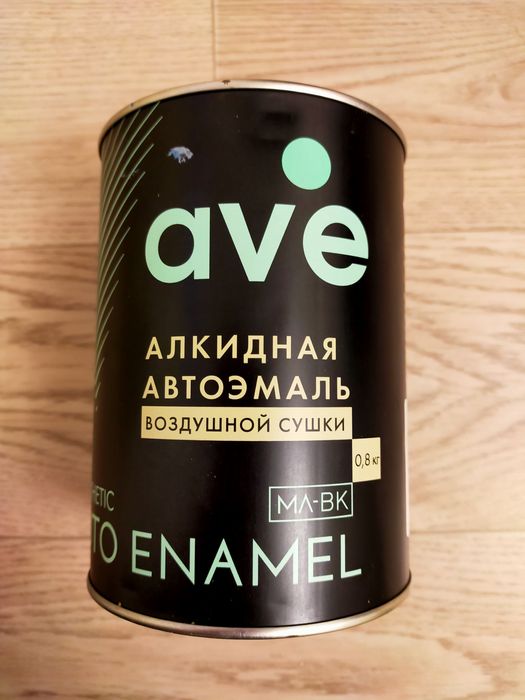 ave
АЛКИДНАЯ
АВТОЭМАЛЬ
ВОЗДУШНОЙ СУШКИ
0,8 кг
МЛ-ВК
ENAMEL